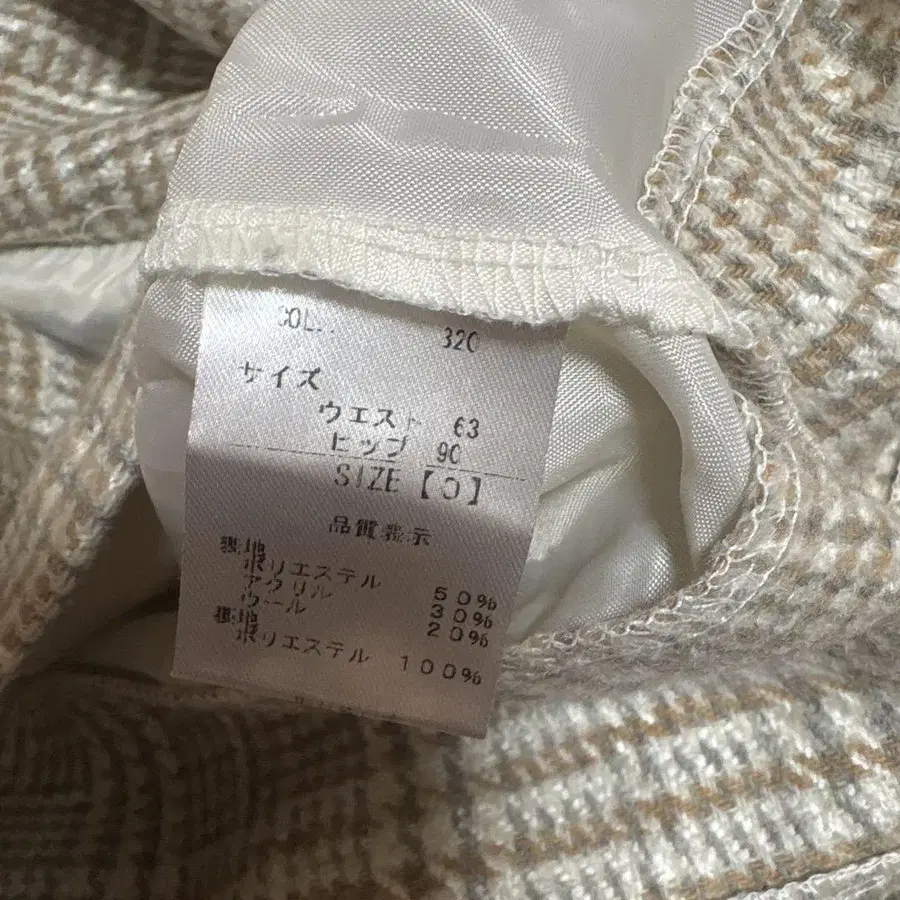 COL. 320
サイズ
ウエスト 63
ヒップ 90
SIZE【0】
品質表示
表地
ポリエステル 50%
アクリル 30%
ウール 20%
裏地
ポリエステル 100%